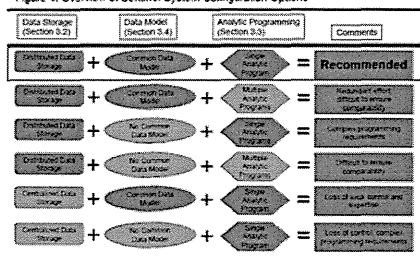 Figure 1. Overview of Sentinel System Configuration Options
Data Storage
(Section 3.2)
Data Model
(Section 3.4)
Analytic Programming
(Section 3.3)
Comments
Distributed Data
Storage
+
Common Data
Model
+
Single
Analytic
Program
=
Recommended
Distributed Data
Storage
+
Common Data
Model
+
Multiple
Analytic
Programs
=
Redundant effort,
difficult to ensure
comparability
Distributed Data
Storage
+
No Common
Data Model
+
Single
Analytic
Program
=
Complex programming
requirements
Distributed Data
Storage
+
No Common
Data Model
+
Multiple
Analytic
Programs
=
Difficult to ensure
comparability
Centralized Data
Storage
+
Common Data
Model
+
Single
Analytic
Program
=
Loss of local control and
expertise
Centralized Data
Storage
+
No Common
Data Model
+
Single
Analytic
Program
=
Loss of control, complex
programming requirements